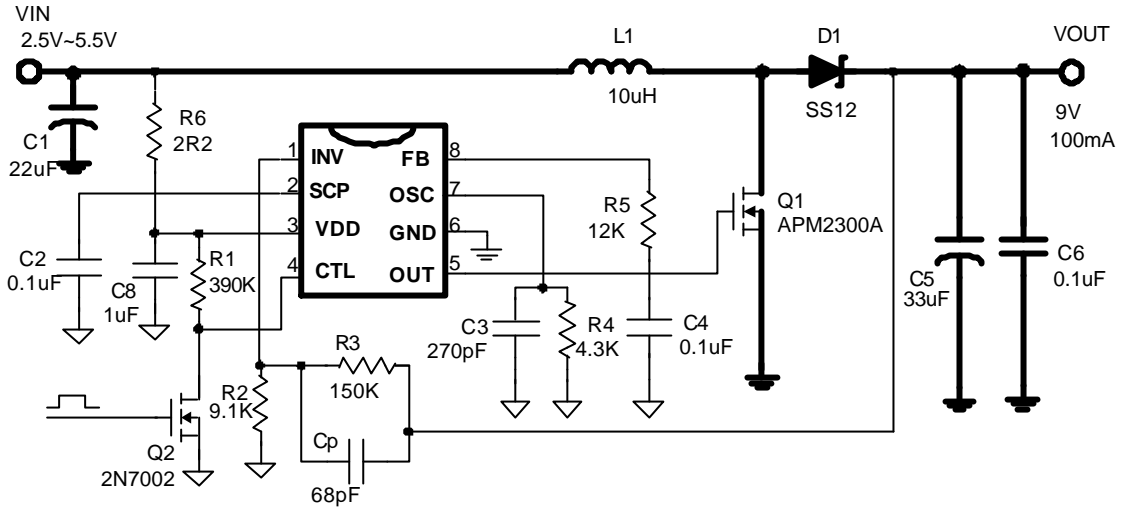 VIN
2.5V~5.5V
L1
10uH
D1
SS12
VOUT
9V
100mA
C1
22uF
R6
2R2
1
INV
FB
8
2
SCP
OSC
7
3
VDD
GND
6
4
CTL
OUT
5
R5
12K
Q1
APM2300A
C2
0.1uF
C8
1uF
R1
390K
C5
33uF
C6
0.1uF
C3
270pF
R4
4.3K
C4
0.1uF
R3
150K
R2
9.1K
Q2
2N7002
Cp
68pF